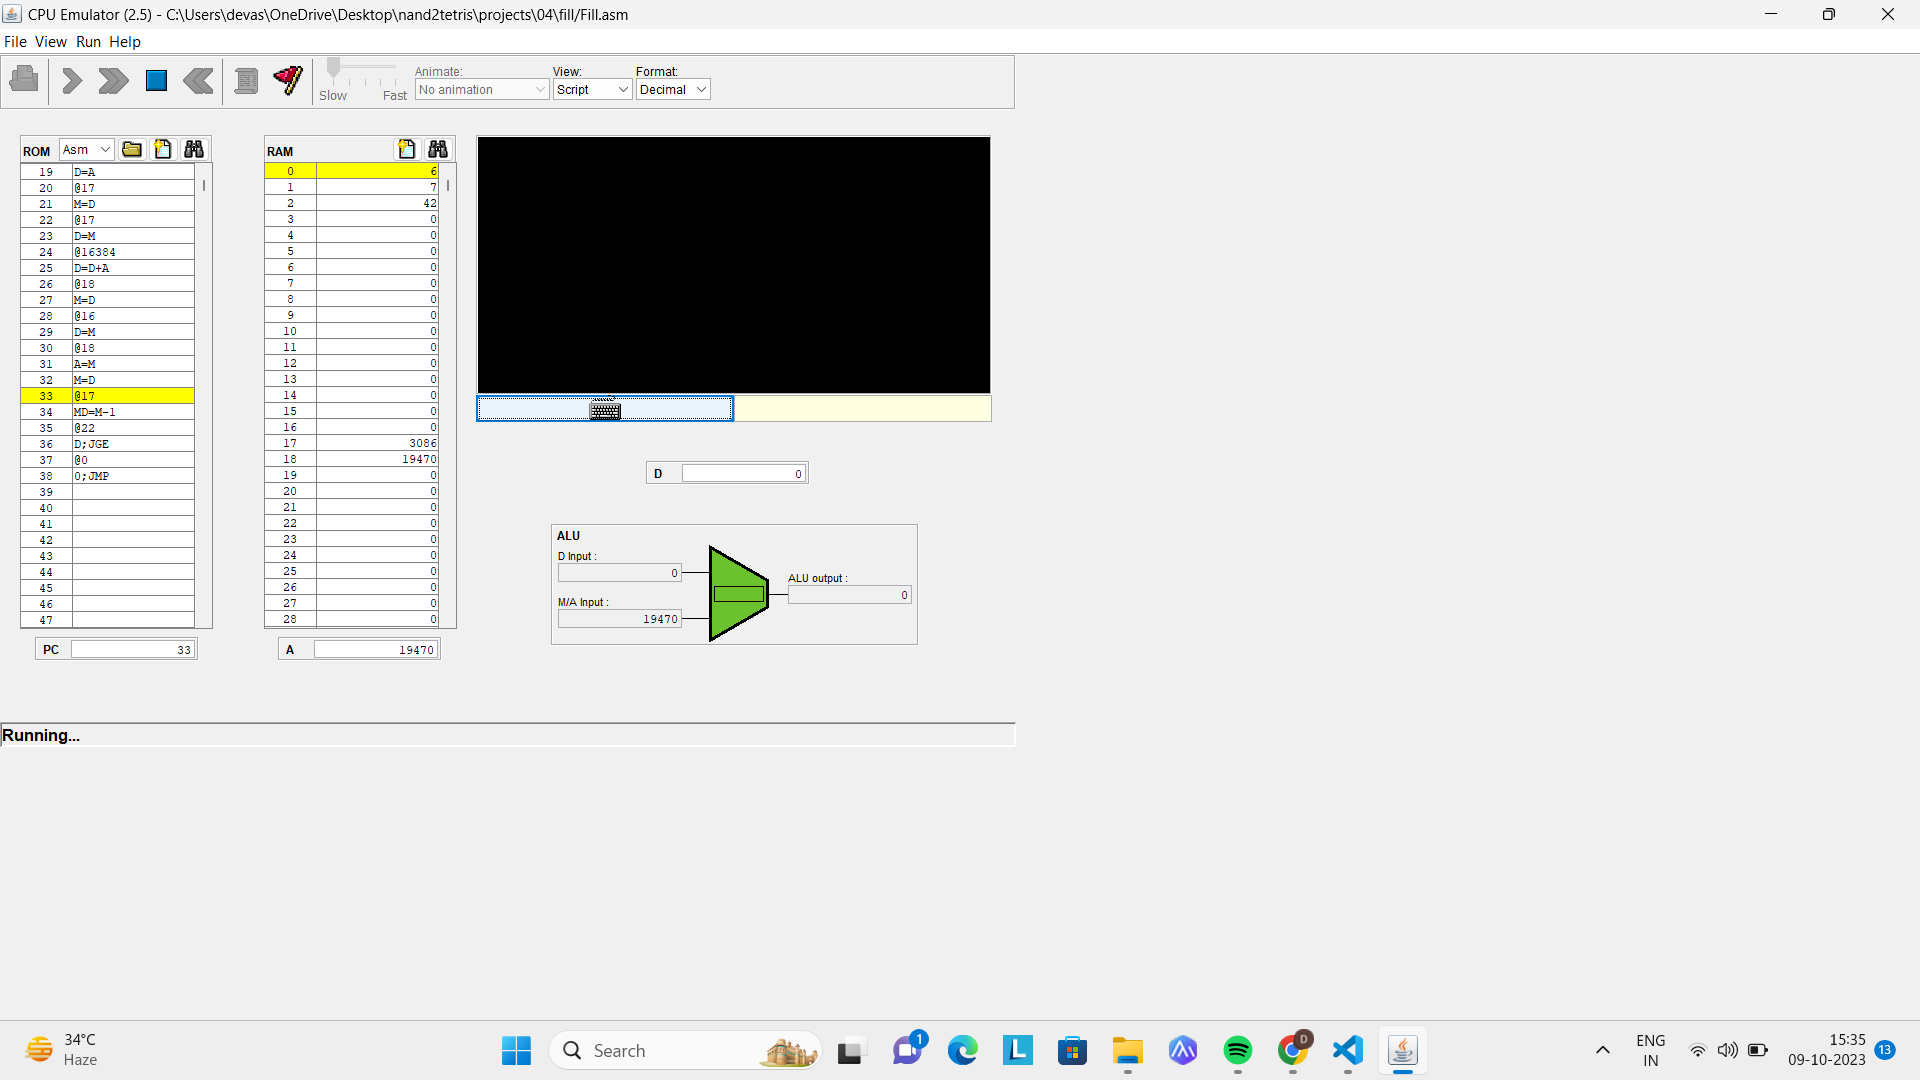 CPU Emulator (2.5) - C:\Users\devas\OneDrive\Desktop\nand2tetris\projects\04\fill/Fill.asm
File View Run Help
Slow Fast
Animate:
No animation
View:
Script
Format:
Decimal
ROM Asm
19 D=A
20 @17
21 M=D
22 @17
23 D=M
24 @16384
25 D=D+A
26 @18
27 M=D
28 @16
29 D=M
30 @18
31 A=M
32 M=D
33 @17
34 MD=M-1
35 @22
36 D;JGE
37 @0
38 0;JMP
39
40
41
42
43
44
45
46
47
PC 33
RAM
0 6
1 7
2 42
3 0
4 0
5 0
6 0
7 0
8 0
9 0
10 0
11 0
12 0
13 0
14 0
15 0
16 0
17 3086
18 19470
19 0
20 0
21 0
22 0
23 0
24 0
25 0
26 0
27 0
28 0
A 19470
D 0
ALU
D Input :
0
M/A Input :
19470
ALU output :
0
Running...
34°C
Haze
Search
1
L
D
ENG
IN
15:35
09-10-2023
13